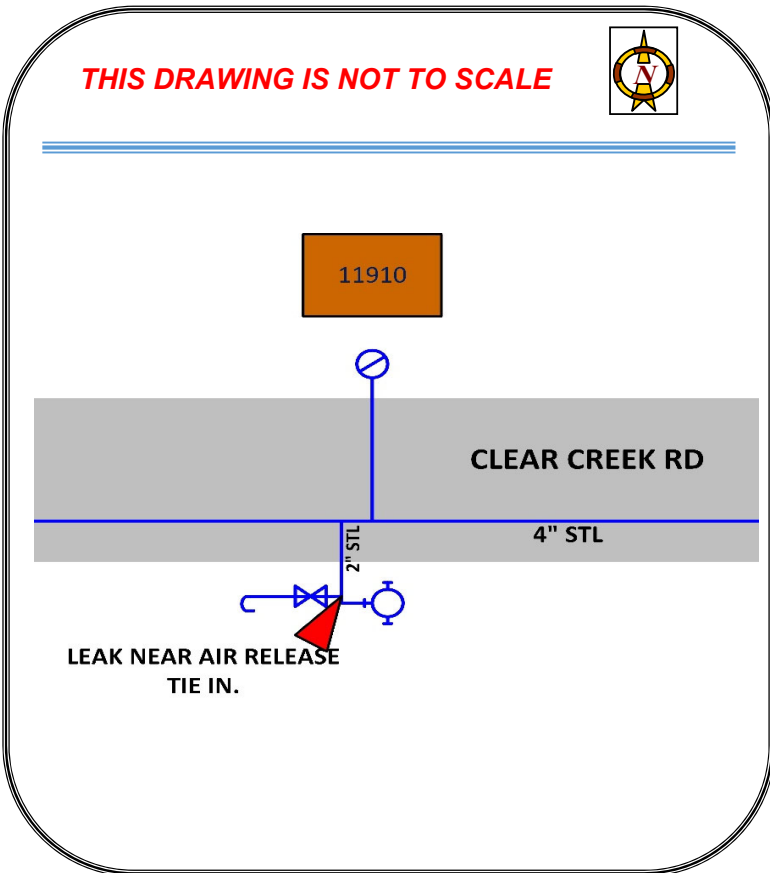 THIS DRAWING IS NOT TO SCALE
N
11910
CLEAR CREEK RD
2" STL
4" STL
LEAK NEAR AIR RELEASE
TIE IN.